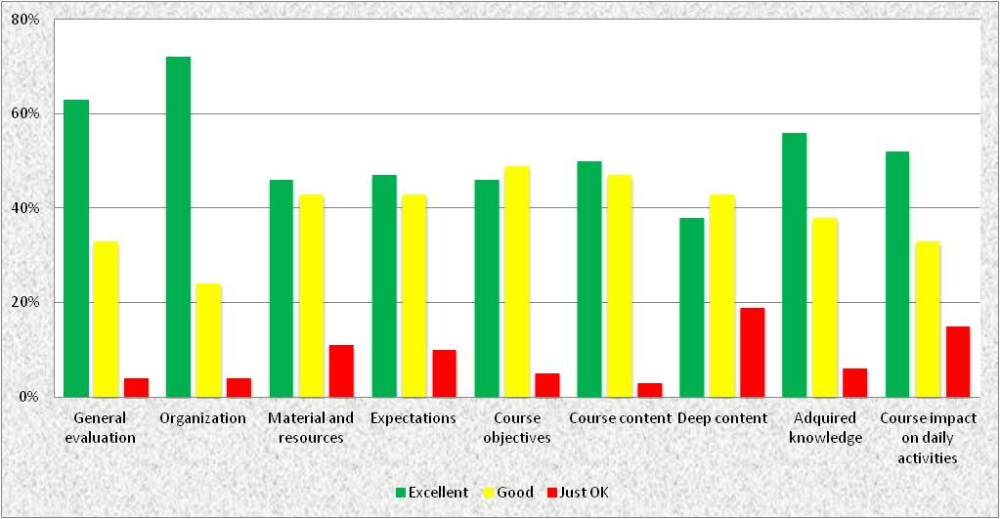 80%
60%
40%
20%
0%
General
evaluation
Organization
Material and
resources
Expectations
Course
objectives
Course content
Deep content
Adquired
knowledge
Course impact
on daily
activities
Excellent
Good
Just OK